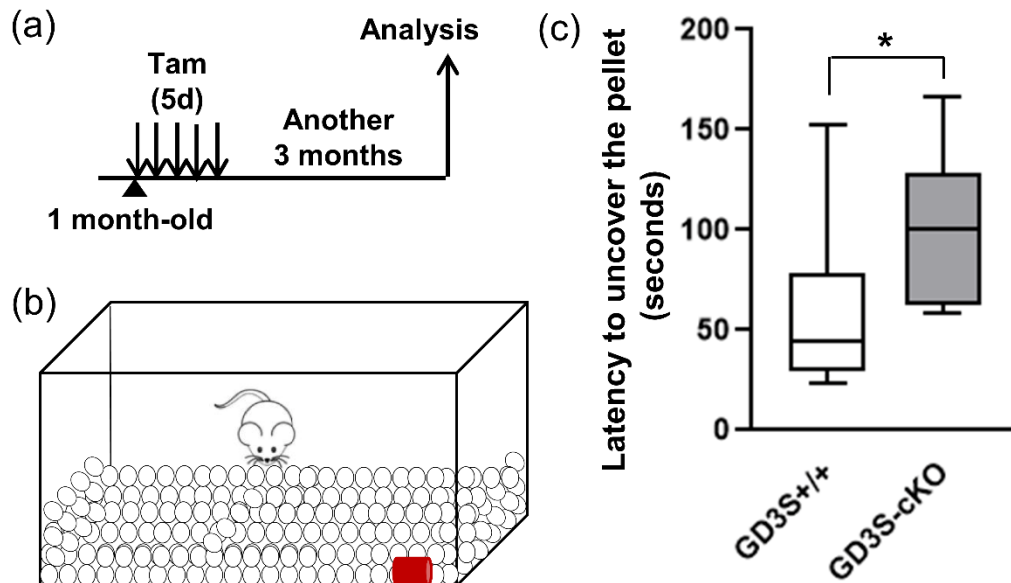 (a)
Analysis
Tam
(5d)
Another
3 months
1 month-old
(b)
(c)
Latency to uncover the pellet
(seconds)
200
150
100
50
0
*
GD3S+/+
GD3S-cKO